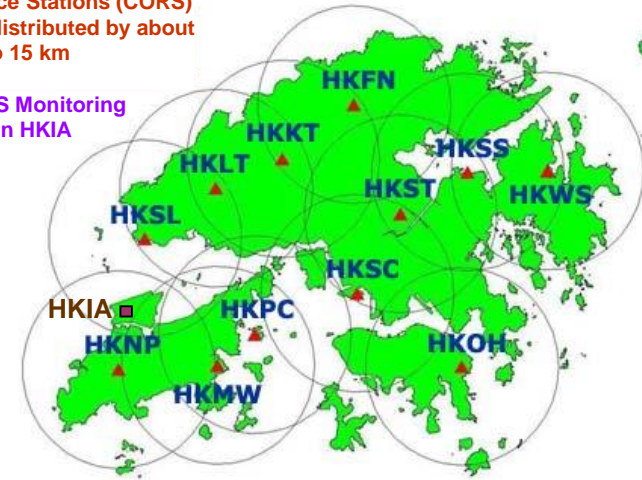 ce Stations (CORS)
distributed by about
o 15 km
S Monitoring
n HKIA
HKFN
HKKT
HKSS
HKLT
HKST
HKWS
HKSL
HKSC
HKIA
HKPC
HKNP
HKOH
HKMW